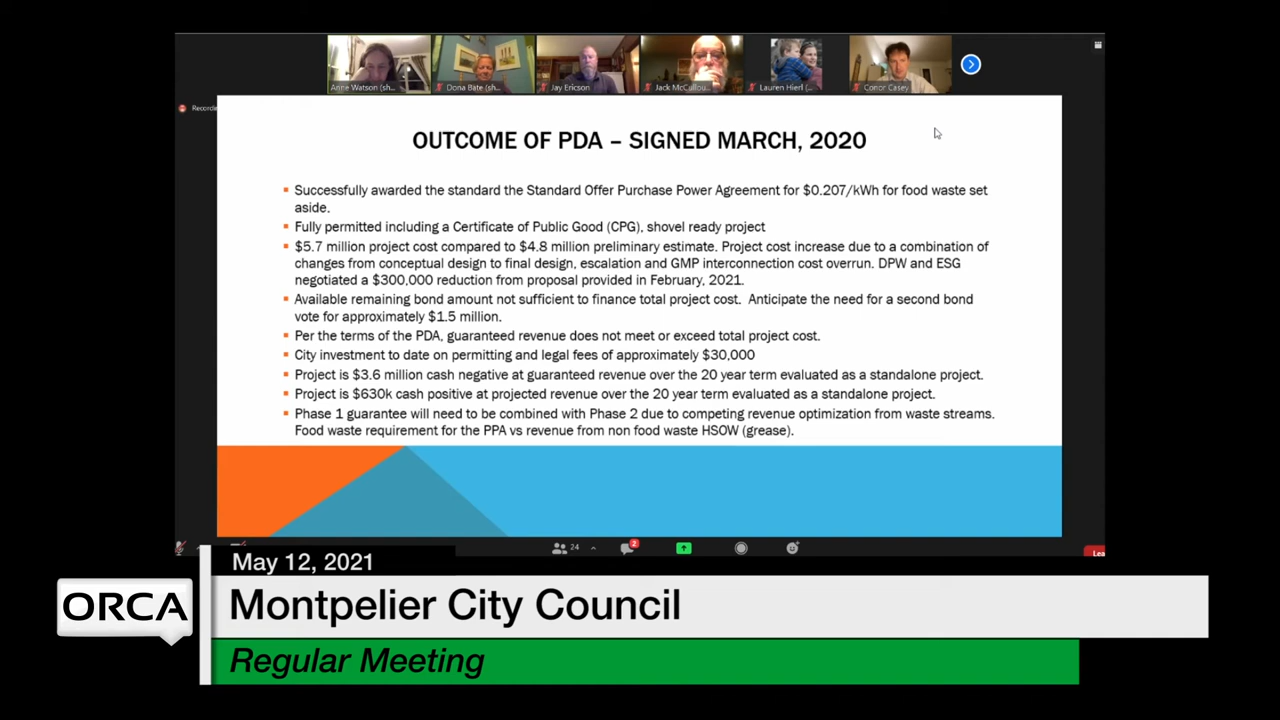 Anne Watson (sh...
Dona Bate (sh...
Jay Ericson
Jack McCullou...
Lauren Hierl (...
Conor Casey
Recording
OUTCOME OF PDA – SIGNED MARCH, 2020
Successfully awarded the standard the Standard Offer Purchase Power Agreement for $0.207/kWh for food waste set
aside.
Fully permitted including a Certificate of Public Good (CPG), shovel ready project
$5.7 million project cost compared to $4.8 million preliminary estimate. Project cost increase due to a combination of
changes from conceptual design to final design, escalation and GMP interconnection cost overrun. DPW and ESG
negotiated a $300,000 reduction from proposal provided in February, 2021.
Available remaining bond amount not sufficient to finance total project cost. Anticipate the need for a second bond
vote for approximately $1.5 million.
Per the terms of the PDA, guaranteed revenue does not meet or exceed total project cost.
City investment to date on permitting and legal fees of approximately $30,000
Project is $3.6 million cash negative at guaranteed revenue over the 20 year term evaluated as a standalone project.
Project is $630k cash positive at projected revenue over the 20 year term evaluated as a standalone project.
Phase 1 guarantee will need to be combined with Phase 2 due to competing revenue optimization from waste streams.
Food waste requirement for the PPA vs revenue from non food waste HSOW (grease).
24
2
Lea
May 12, 2021
ORCA
Montpelier City Council
Regular Meeting